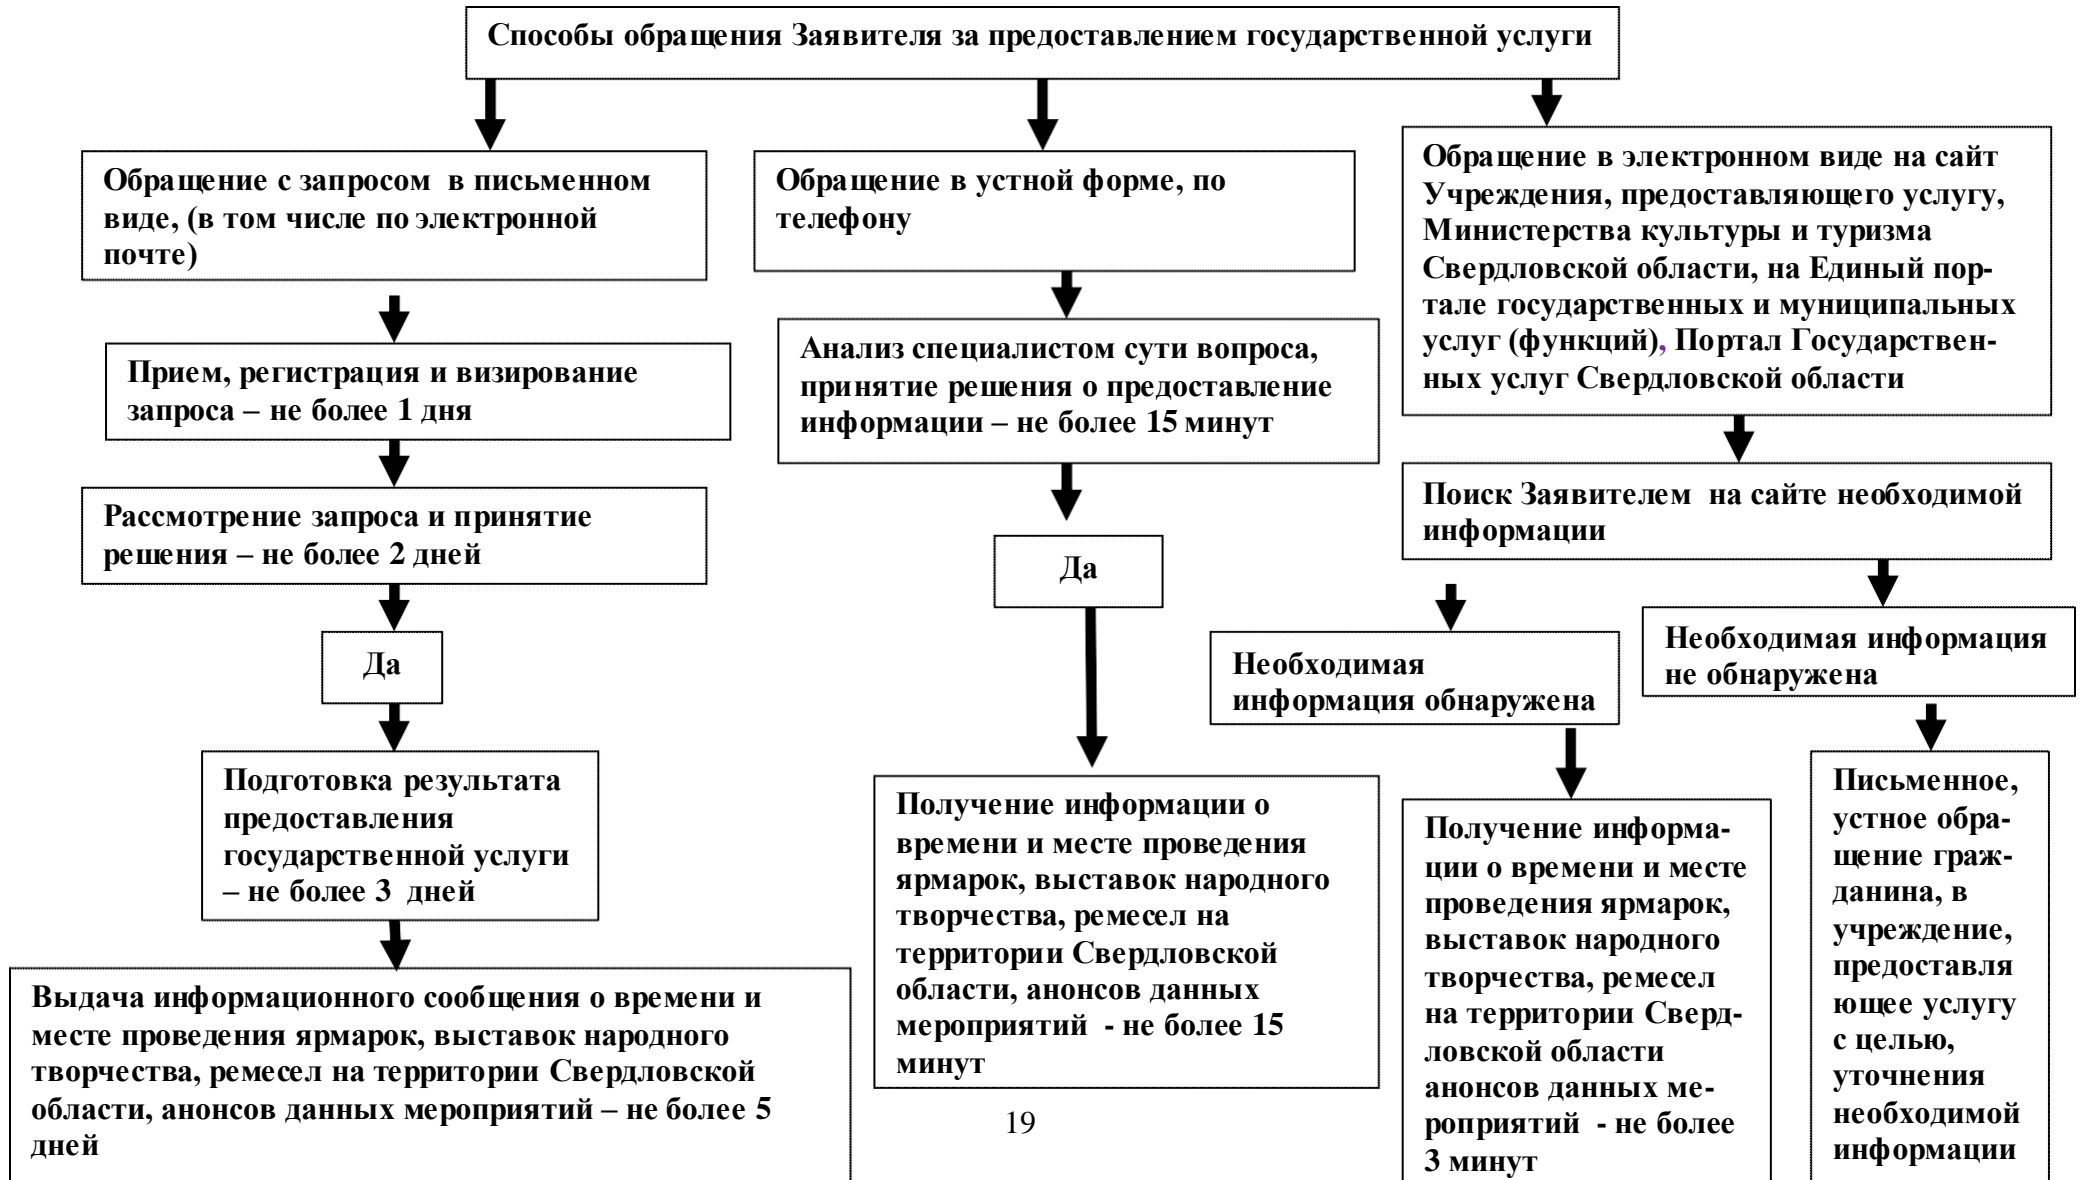 Способы обращения Заявителя за предоставлением государственной услуги
Обращение с запросом  в письменном
виде, (в том числе по электронной
почте)
Прием, регистрация и визирование
запроса – не более 1 дня
Рассмотрение запроса и принятие
решения – не более 2 дней
Да
Подготовка результата
предоставления
государственной услуги
– не более 3  дней
Выдача информационного сообщения о времени и
месте проведения ярмарок, выставок народного
творчества, ремесел на территории Свердловской
области, анонсов данных мероприятий – не более 5
дней
Обращение в устной форме, по
телефону
Анализ специалистом сути вопроса,
принятие решения о предоставление
информации – не более 15 минут
Да
Получение информации о
времени и месте проведения
ярмарок, выставок народного
творчества, ремесел на
территории Свердловской
области, анонсов данных
мероприятий  - не более 15
минут
Обращение в электронном виде на сайт
Учреждения, предоставляющего услугу,
Министерства культуры и туризма
Свердловской области, на Единый пор-
тале государственных и муниципальных
услуг (функций), Портал Государствен-
ных услуг Свердловской области
Поиск Заявителем  на сайте необходимой
информации
Необходимая
информация обнаружена
Получение информа-
ции о времени и месте
проведения ярмарок,
выставок народного
творчества, ремесел
на территории Сверд-
ловской области
анонсов данных ме-
роприятий  - не более
3 минут
Необходимая информация
не обнаружена
Письменное,
устное обра-
щение граж-
данина, в
учреждение,
предоставля
ющее услугу
с целью,
уточнения
необходимой
информации
19